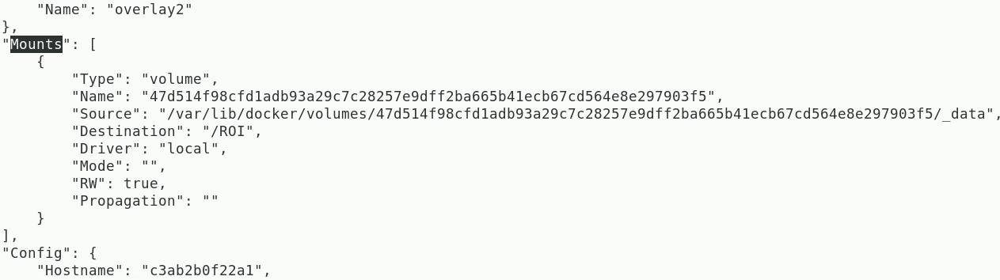 "Name": "overlay2"
},
"Mounts": [
{
"Type": "volume",
"Name": "47d514f98cfd1adb93a29c7c28257e9dff2ba665b41ecb67cd564e8e297903f5",
"Source": "/var/lib/docker/volumes/47d514f98cfd1adb93a29c7c28257e9dff2ba665b41ecb67cd564e8e297903f5/_data",
"Destination": "/ROI",
"Driver": "local",
"Mode": "",
"RW": true,
"Propagation": ""
}
],
"Config": {
"Hostname": "c3ab2b0f22a1",